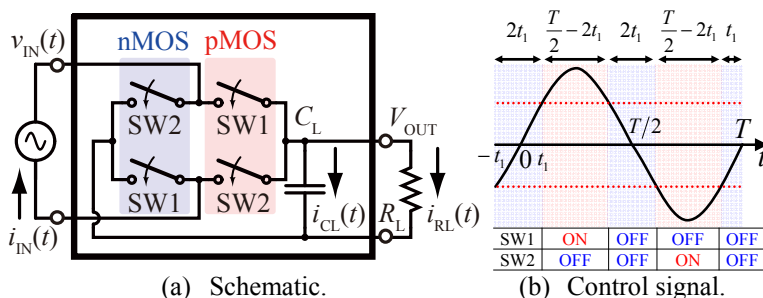 v_IN(t)
nMOS pMOS
SW2 SW1
C_L
V_OUT
SW1 SW2
i_IN(t)
i_CL(t)
R_L
i_RL(t)
(a) Schematic.
2t_1 T/2 - 2t_1 2t_1 T/2 - 2t_1 t_1
-t_1 0 t_1 T/2 T
t
SW1 ON OFF OFF OFF
SW2 OFF OFF ON OFF
(b) Control signal.